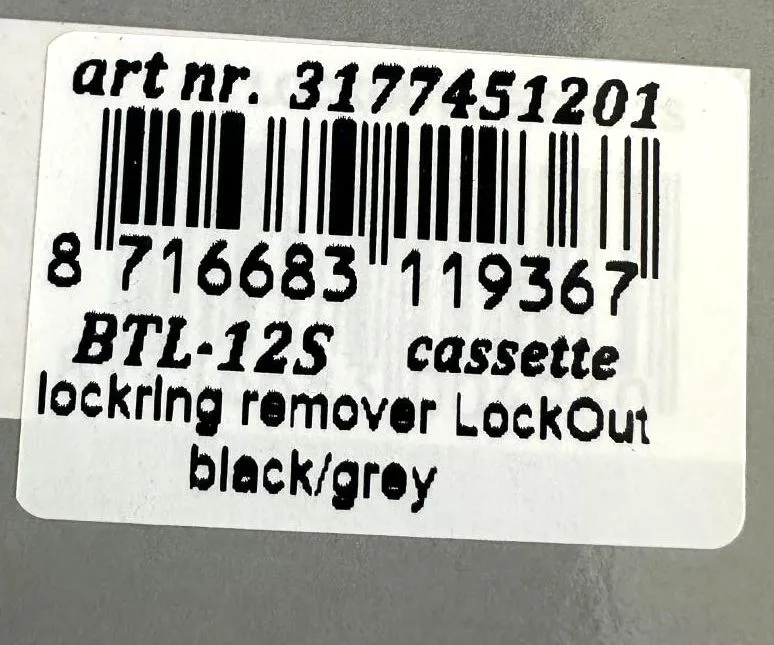 art nr. 3177451201
8 716683 119367
BTL-12S cassette
lockring remover LockOut
black/grey